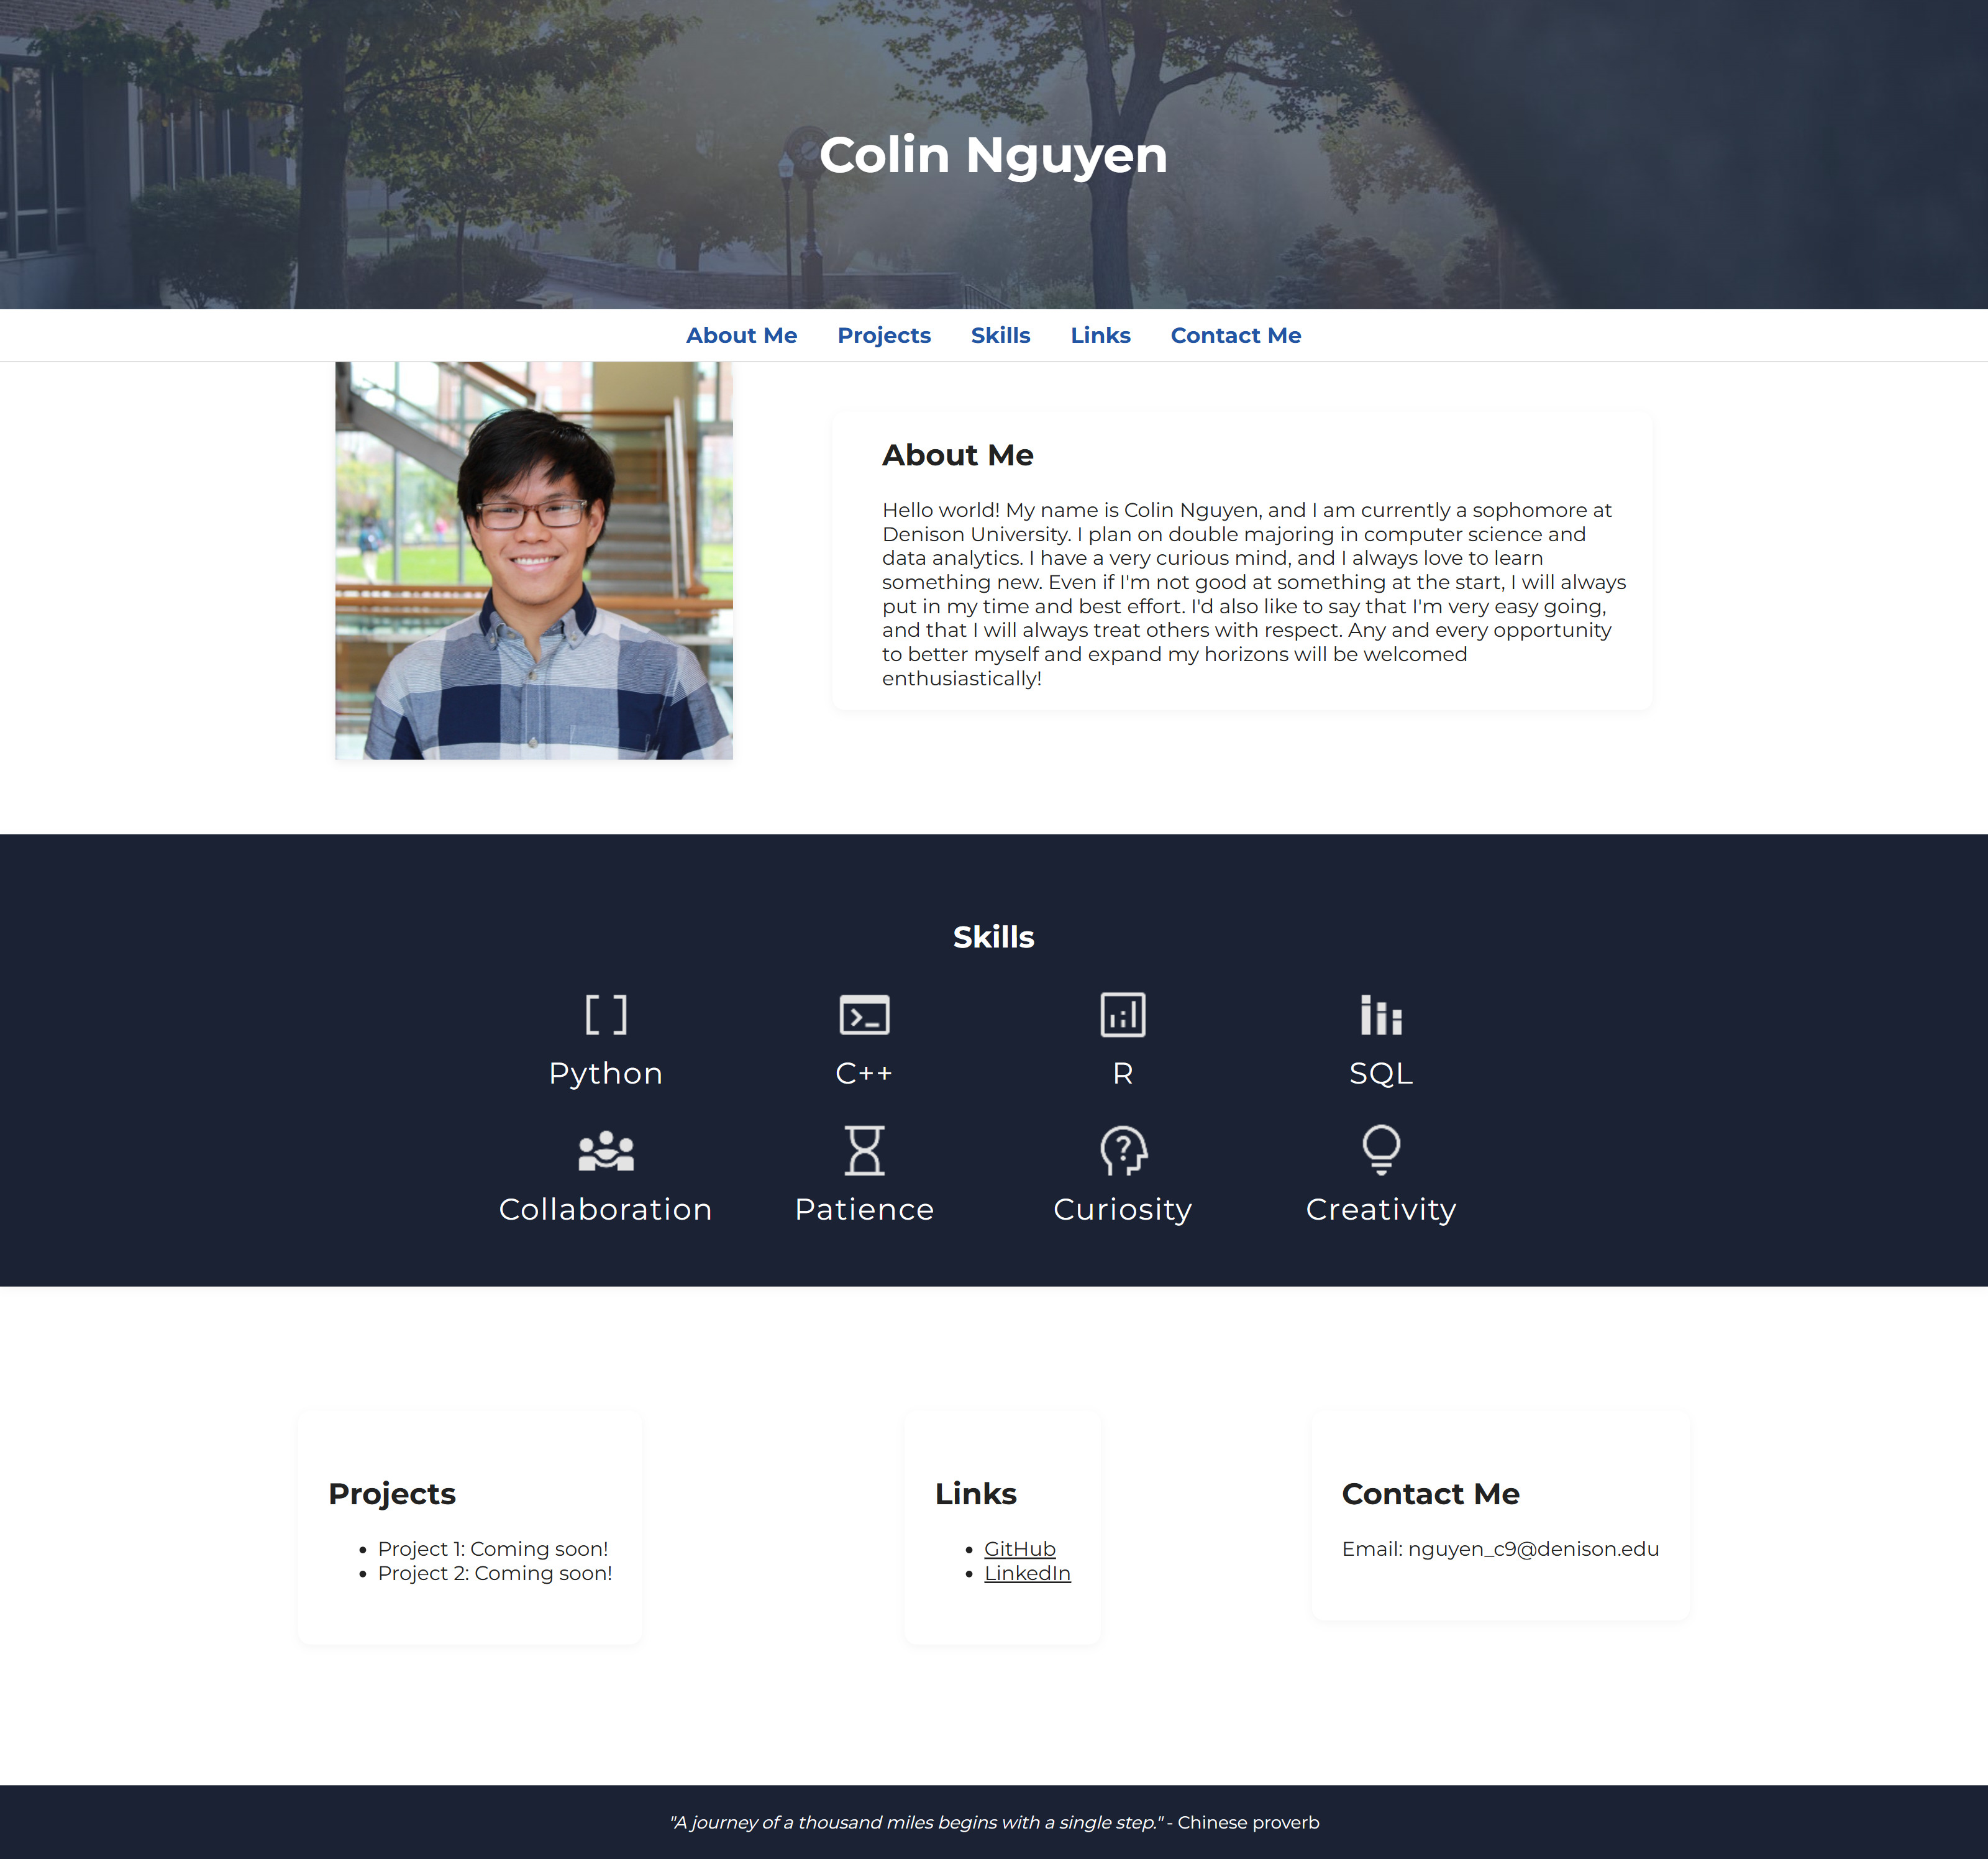 Colin Nguyen
About Me Projects Skills Links Contact Me
About Me
Hello world! My name is Colin Nguyen, and I am currently a sophomore at
Denison University. I plan on double majoring in computer science and
data analytics. I have a very curious mind, and I always love to learn
something new. Even if I'm not good at something at the start, I will always
put in my time and best effort. I'd also like to say that I'm very easy going,
and that I will always treat others with respect. Any and every opportunity
to better myself and expand my horizons will be welcomed
enthusiastically!
Skills
Python C++ R SQL
Collaboration Patience Curiosity Creativity
Projects
Project 1: Coming soon!
Project 2: Coming soon!
Links
GitHub
LinkedIn
Contact Me
Email: nguyen_c9@denison.edu
"A journey of a thousand miles begins with a single step." - Chinese proverb